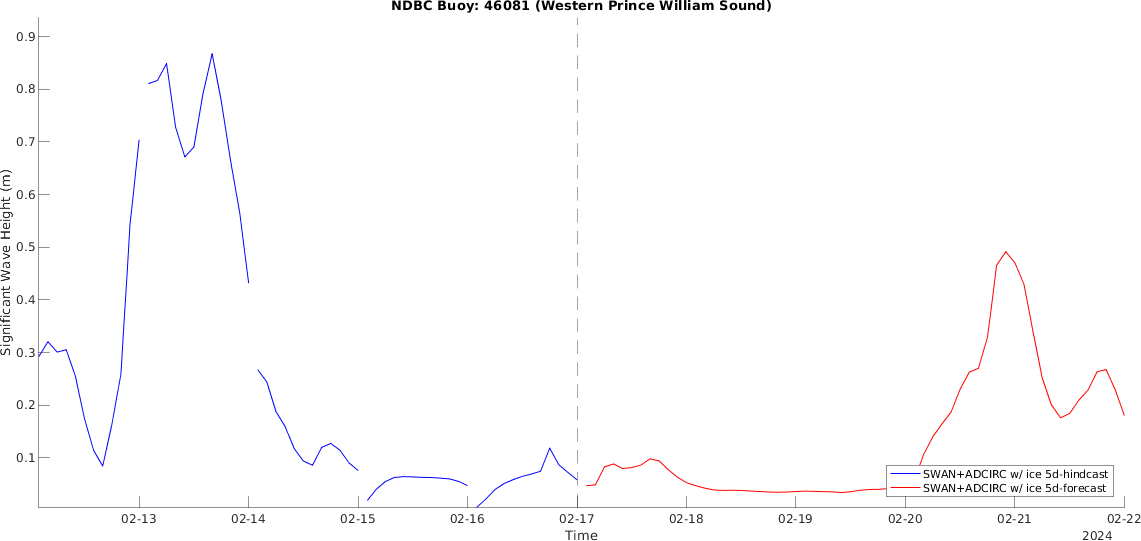 NDBC Buoy: 46081 (Western Prince William Sound)
0.9
0.8
0.7
0.6
0.5
0.4
0.3
0.2
0.1
Significant Wave Height (m)
SWAN+ADCIRC w/ ice 5d-hindcast
SWAN+ADCIRC w/ ice 5d-forecast
02-13 02-14 02-15 02-16 02-17 02-18 02-19 02-20 02-21 02-22
Time
2024